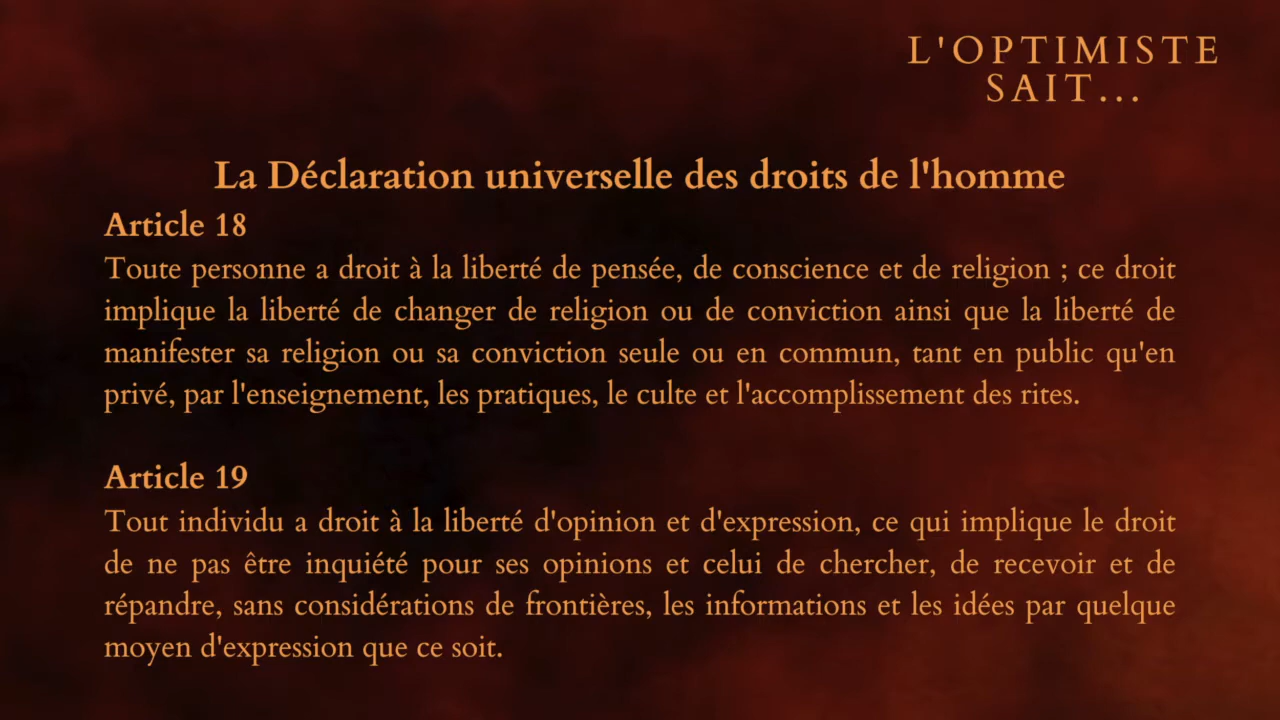 L'OPTIMISTE
SAIT...
La Déclaration universelle des droits de l'homme
Article 18
Toute personne a droit à la liberté de pensée, de conscience et de religion ; ce droit
implique la liberté de changer de religion ou de conviction ainsi que la liberté de
manifester sa religion ou sa conviction seule ou en commun, tant en public qu'en
privé, par l'enseignement, les pratiques, le culte et l'accomplissement des rites.
Article 19
Tout individu a droit à la liberté d'opinion et d'expression, ce qui implique le droit
de ne pas être inquiété pour ses opinions et celui de chercher, de recevoir et de
répandre, sans considérations de frontières, les informations et les idées par quelque
moyen d'expression que ce soit.